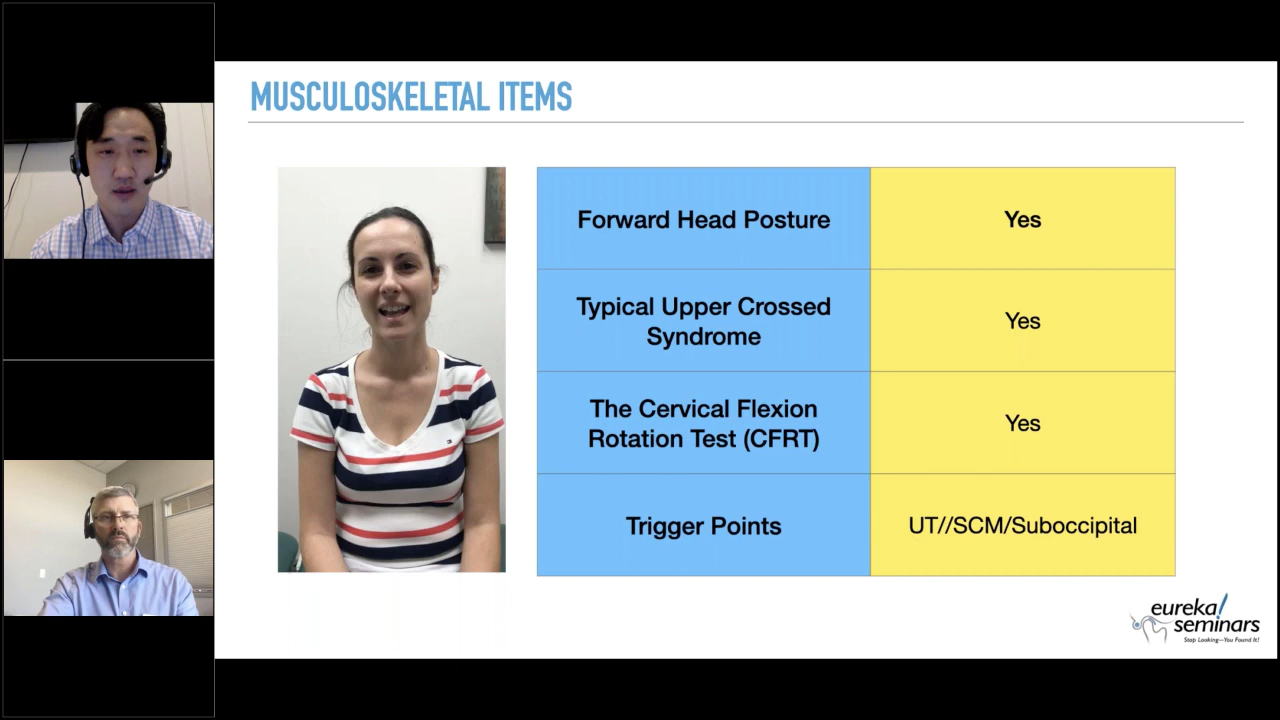 MUSCULOSKELETAL ITEMS
Forward Head Posture
Yes
Typical Upper Crossed
Syndrome
Yes
The Cervical Flexion
Rotation Test (CFRT)
Yes
Trigger Points
UT//SCM/Suboccipital
eureka!
seminars
Stop Looking—You Found It!